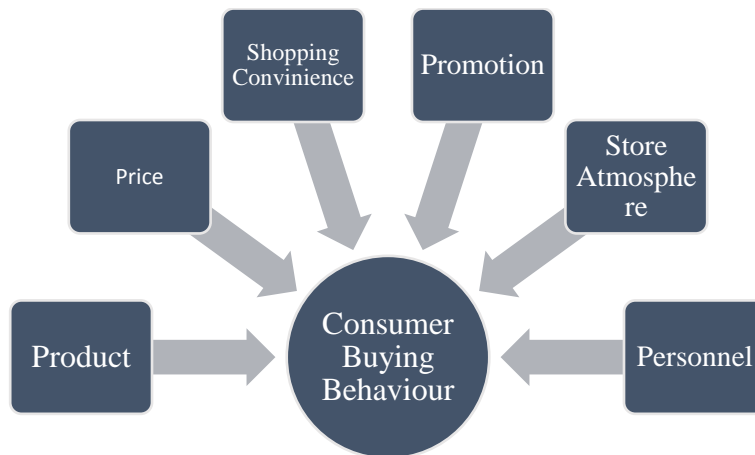 Shopping
Convinience
Promotion
Price
Store
Atmosphe
re
Product
Consumer
Buying
Behaviour
Personnel